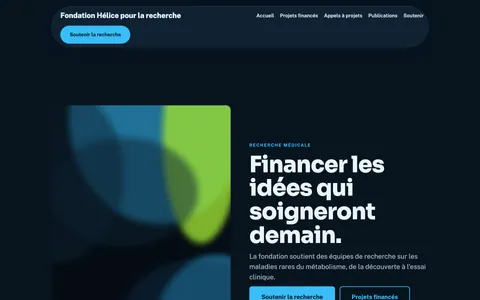 Fondation Hélice pour la recherche
Accueil Projets financés Appels à projets Publications Soutenir
Soutenir la recherche
RECHERCHE MÉDICALE
Financer les
idées qui
soigneront
demain.
La fondation soutient des équipes de recherche sur les
maladies rares du métabolisme, de la découverte à l'essai
clinique.
Soutenir la recherche Projets financés